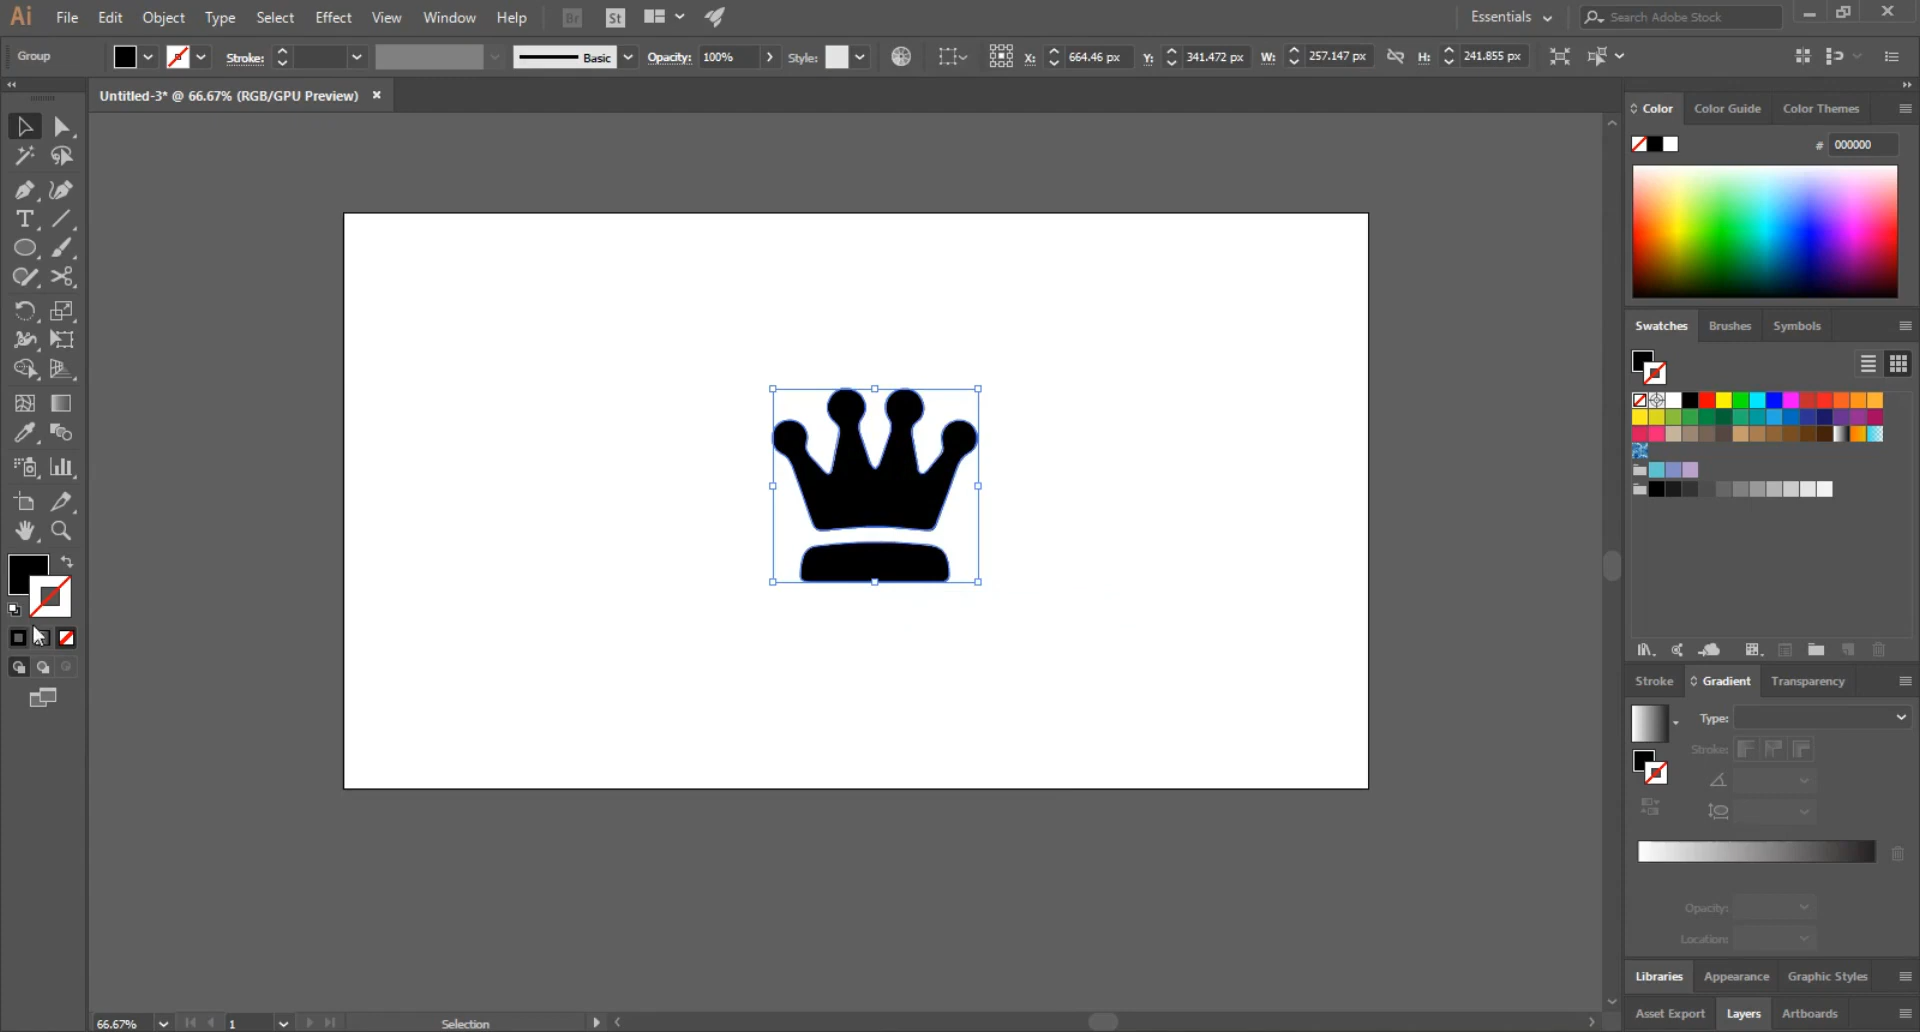 Ai File Edit Object Type Select Effect View Window Help Br St Essentials Search Adobe Stock
Group Stroke: Basic Opacity: 100% Style: X: 664.46 px Y: 341.472 px W: 257.147 px H: 241.855 px
Untitled-3* @ 66.67% (RGB/GPU Preview)
Color Color Guide Color Themes
# 000000
Swatches Brushes Symbols
Stroke Gradient Transparency
Type:
Stroke:
Opacity:
Location:
Libraries Appearance Graphic Styles
Asset Export Layers Artboards
66.67% 1 Selection